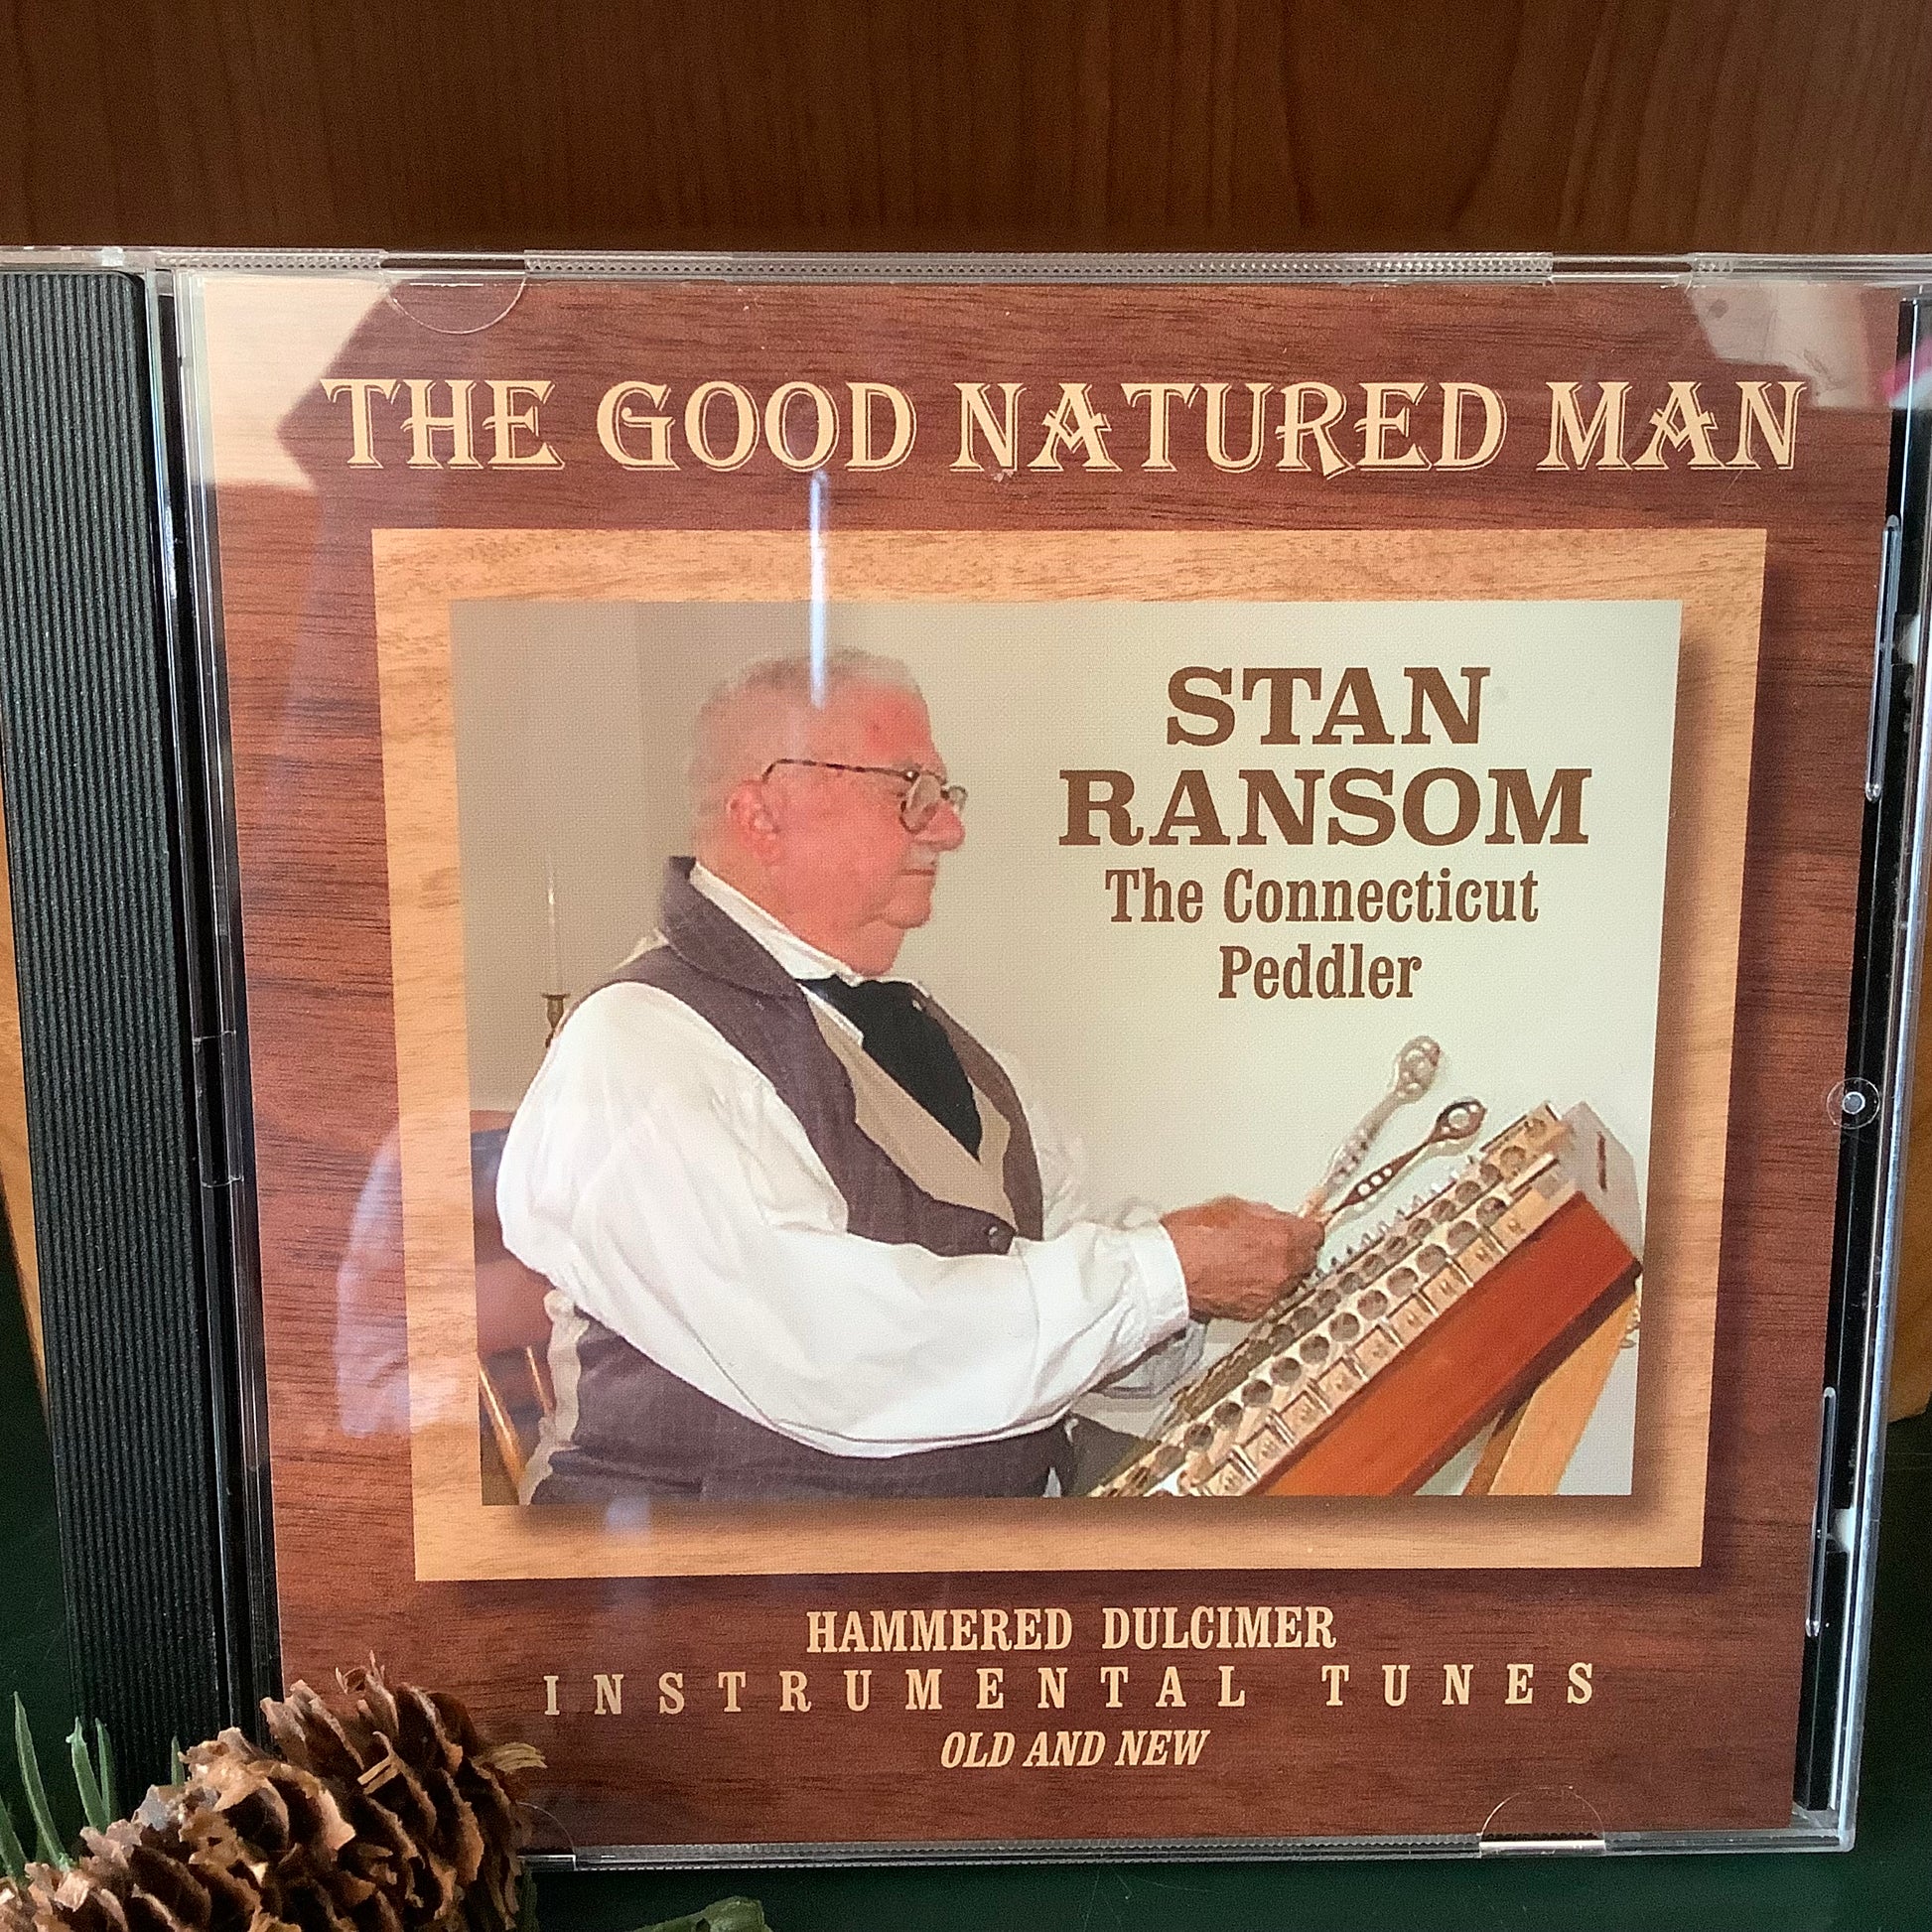 THE GOOD NATURED MAN
STAN
RANSOM
The Connecticut
Peddler
HAMMERED DULCIMER
INSTRUMENTAL TUNES
OLD AND NEW